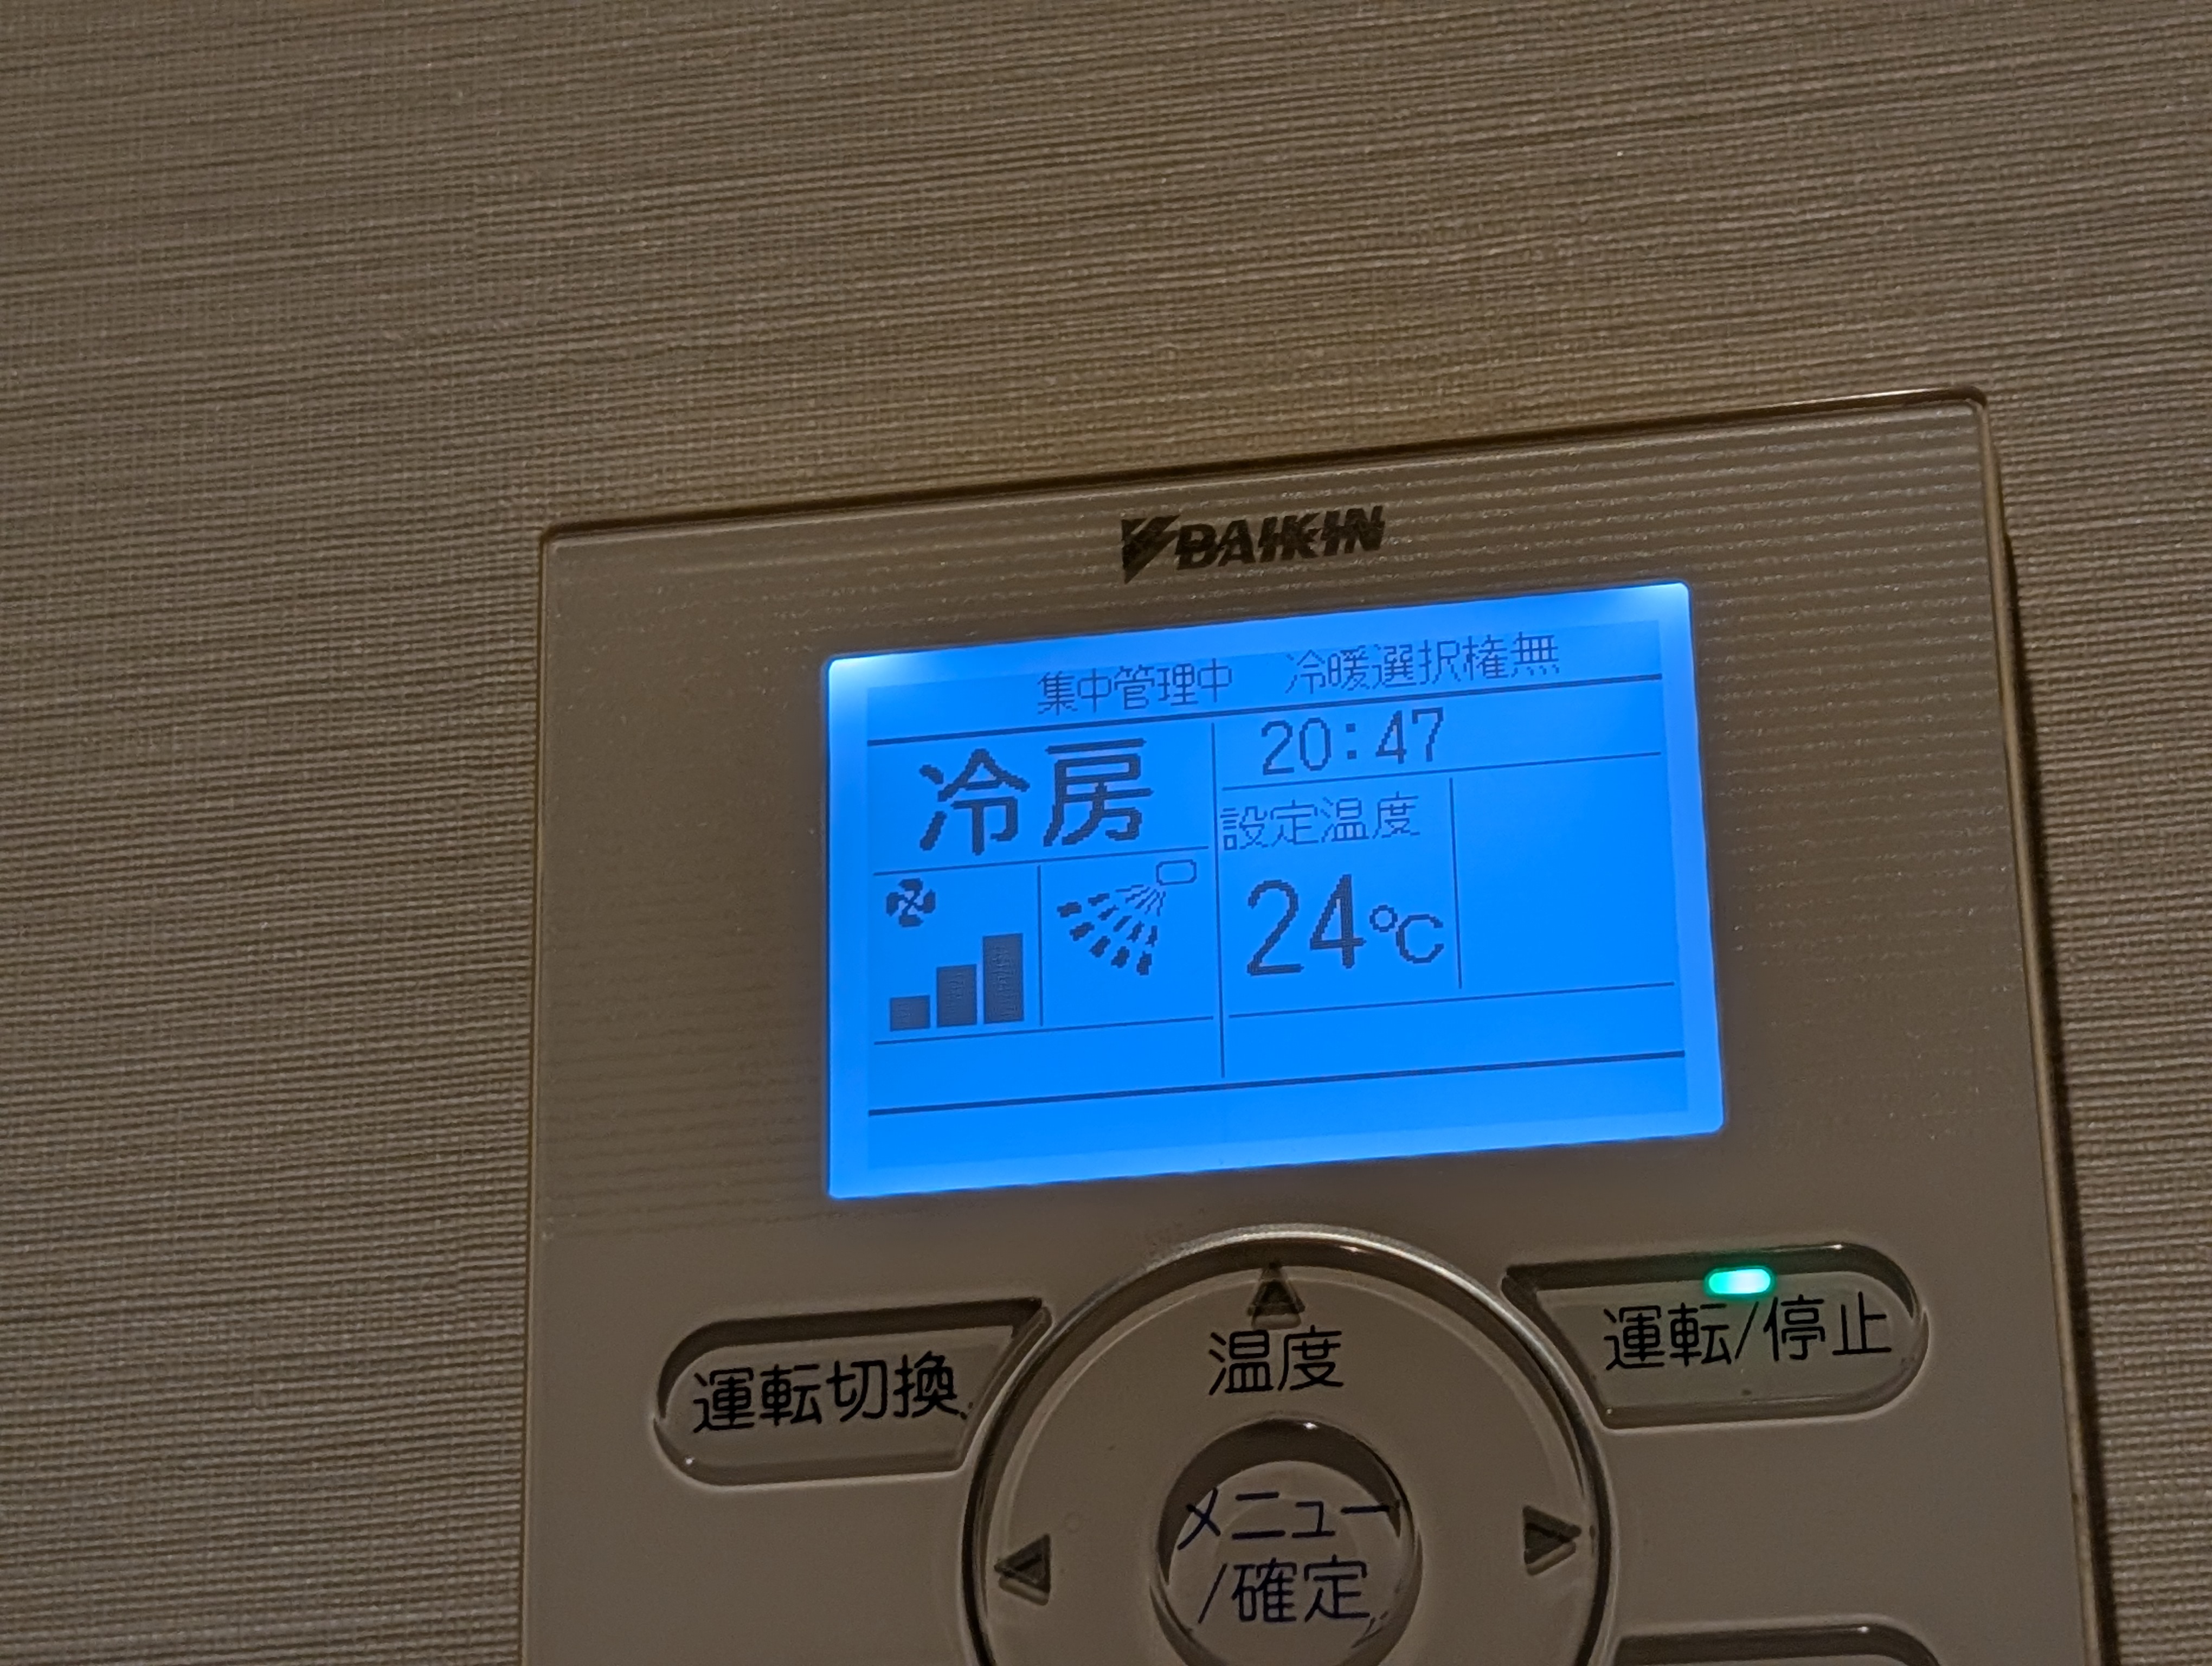 DAIKIN
集中管理中　冷暖選択権無
冷房
20:47
設定温度
24℃
運転切換
温度
運転/停止
メニュー
/確定